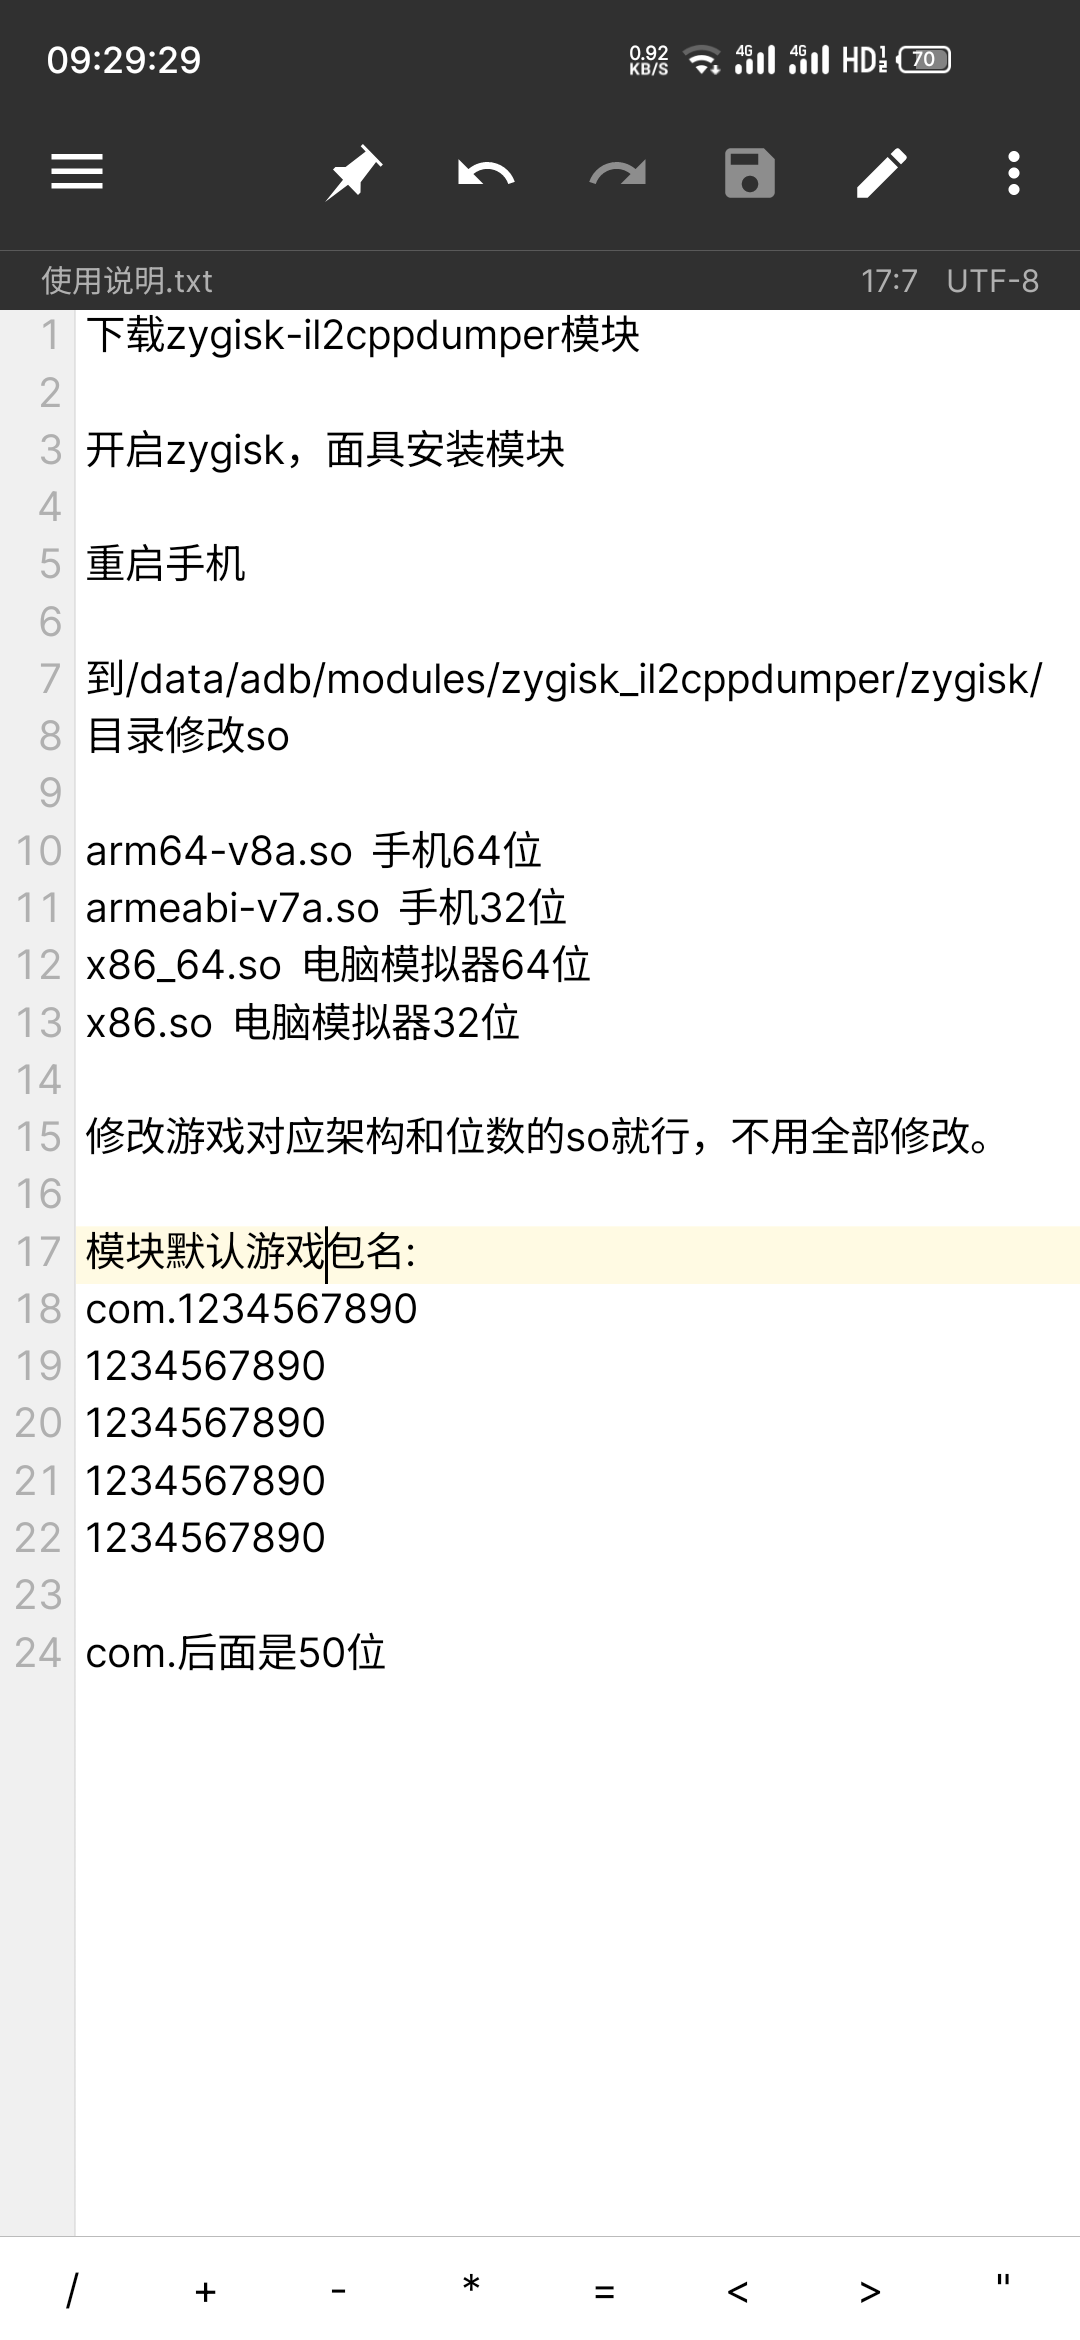 09:29:29
0.92 KB/S 4G 4G HD 1 2 70
使用说明.txt 17:7 UTF-8
1 下载zygisk-il2cppdumper模块
2
3 开启zygisk，面具安装模块
4
5 重启手机
6
7 到/data/adb/modules/zygisk_il2cppdumper/zygisk/
8 目录修改so
9
10 arm64-v8a.so 手机64位
11 armeabi-v7a.so 手机32位
12 x86_64.so 电脑模拟器64位
13 x86.so 电脑模拟器32位
14
15 修改游戏对应架构和位数的so就行，不用全部修改。
16
17 模块默认游戏包名:
18 com.1234567890
19 1234567890
20 1234567890
21 1234567890
22 1234567890
23
24 com.后面是50位
/ + - * = < > "